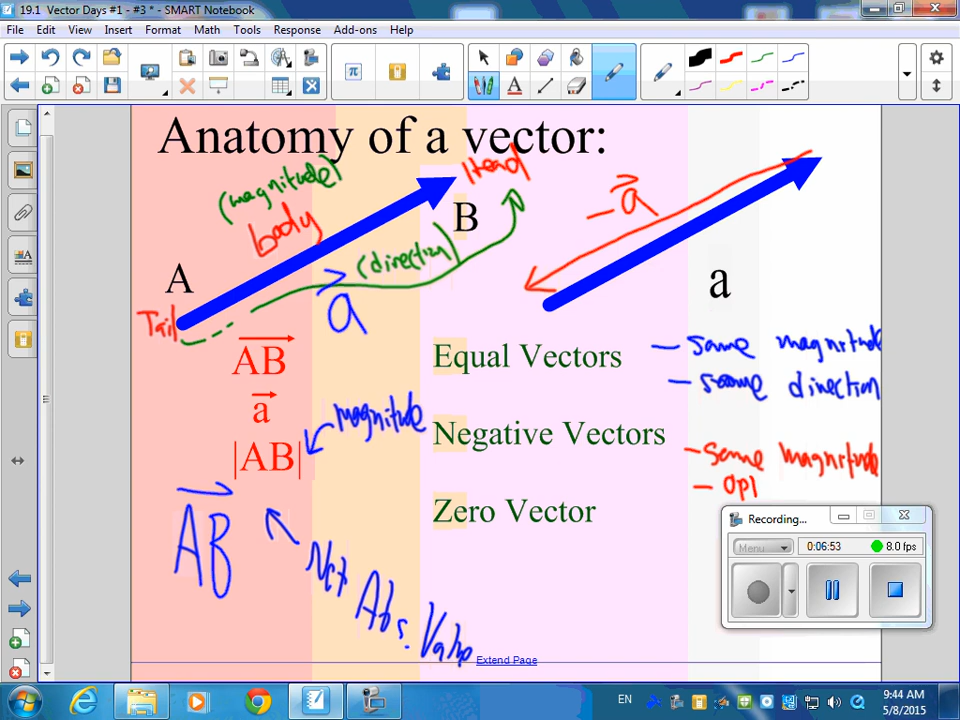 19.1 Vector Days #1 - #3 * - SMART Notebook
File Edit View Insert Format Math Tools Response Add-ons Help
Anatomy of a vector:
(magnitude)
body
Head
B
(direction)
A
Tail
a
-a
a
AB
a
|AB|
magnitude
AB
Not Abs. Value
Equal Vectors
- same magnitude
- same direction
Negative Vectors
- same magnitude
- opp
Zero Vector
Recording...
Menu
0:06:53
8.0 fps
Extend Page
EN
9:44 AM
5/8/2015